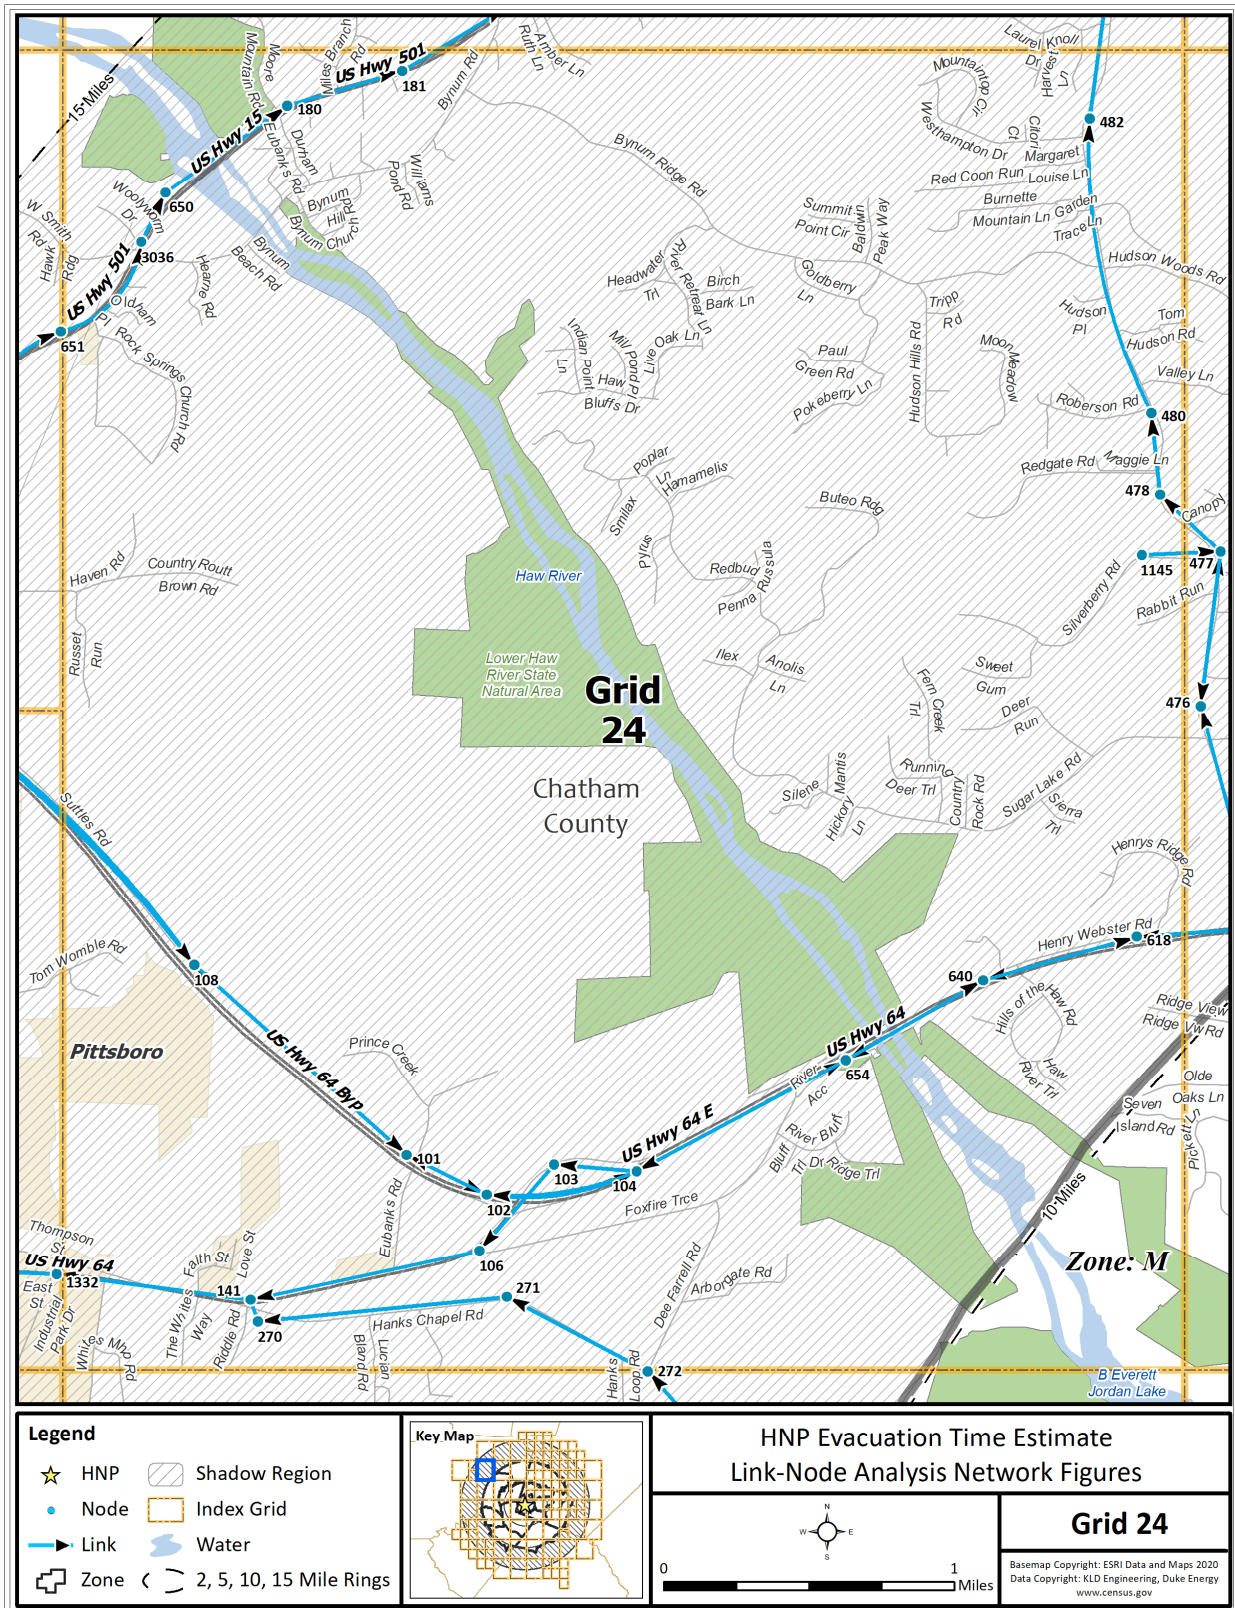 15 Miles
Moore
Mountain Rd
Miles Branch
Rd
US Hwy 501
181
Bynum Rd
Ruth Ln
Amber Ln
Laurel Knoll
Dr
Harvest
Ln
Mountaintop
Cir
482
180
US Hwy 15
Eubanks Rd
Durham
Westhampton Dr
Citori
Ct
Margaret
Louise Ln
Red Coon Run
Bynum Ridge Rd
Williams
Pond Rd
Burnette
Mountain Ln
Garden
Trace Ln
Woolyworm
Dr
650
Bynum
Hill Rd
Bynum Church
Summit
Point Cir
Baldwin
Peak Way
W Smith
Rd
Hawk
Rdg
3036
Bynum
Beach Rd
Hearne Rd
US Hwy 501
Oldham
Pl
651
Rock Springs Church Rd
Headwater
Trl
River Retreat Ln
Rd
Birch
Bark Ln
Goldberry
Ln
Hudson Woods Rd
Tripp
Rd
Hudson
Pl
Tom
Hudson Rd
Hudson Hills Rd
Indian Point
Ln
Mill Pond Pl
Live Oak Ln
Haw
Bluffs Dr
Paul
Green Rd
Pokeberry Ln
Moon
Meadow
Valley Ln
Roberson Rd
480
Poplar
Ln
Hamamelis
Redgate Rd
Maggie Ln
478
Smilax
Buteo Rdg
Canopy
Pyrus
Haven Rd
Country Routt
Brown Rd
Haw River
Redbud
Penna
Russina
1145
477
Silverberry Rd
Rabbit Run
Russet
Run
Lower Haw
River State
Natural Area
Grid
24
Ilex
Anolis
Ln
Fern Creek
Trl
Sweet
Gum
Deer
Run
476
Chatham
County
Suttles Rd
Silene
Hickory Mantis
Ln
Running
Deer Trl
Country
Rock Rd
Sugar Lake Rd
Sierra
Trl
Henrys Ridge
Rd
Henry Webster Rd
618
Tom Womble Rd
108
640
Hills of the
Haw Rd
Ridge View
Ridge Vw Rd
Pittsboro
US Hwy 64 Byp
Prince Creek
US Hwy 64
654
River
Acc
Haw
River Trl
Olde
Oaks Ln
Seven
Island Rd
Pickett Ln
101
US Hwy 64 E
River Bluff
Bluff
Trl
Dr
Ridge Trl
103
104
102
Foxfire Trce
10 Miles
Eubanks Rd
Thompson
St
US Hwy 64
Falth St
Love St
106
Zone: M
1332
East
St
Industrial
Park Dr
141
271
Dee Farrell Rd
Arborgate Rd
The Whites
Way
Riddle Rd
270
Hanks Chapel Rd
Whites Mhp Rd
Bland Rd
Lucian
Hanks
Loop Rd
272
B Everett
Jordan Lake
Legend
HNP
Shadow Region
Node
Index Grid
Link
Water
Zone
2, 5, 10, 15 Mile Rings
Key Map
HNP Evacuation Time Estimate
Link-Node Analysis Network Figures
N
W E
S
0 1
Miles
Grid 24
Basemap Copyright: ESRI Data and Maps 2020
Data Copyright: KLD Engineering, Duke Energy
www.census.gov